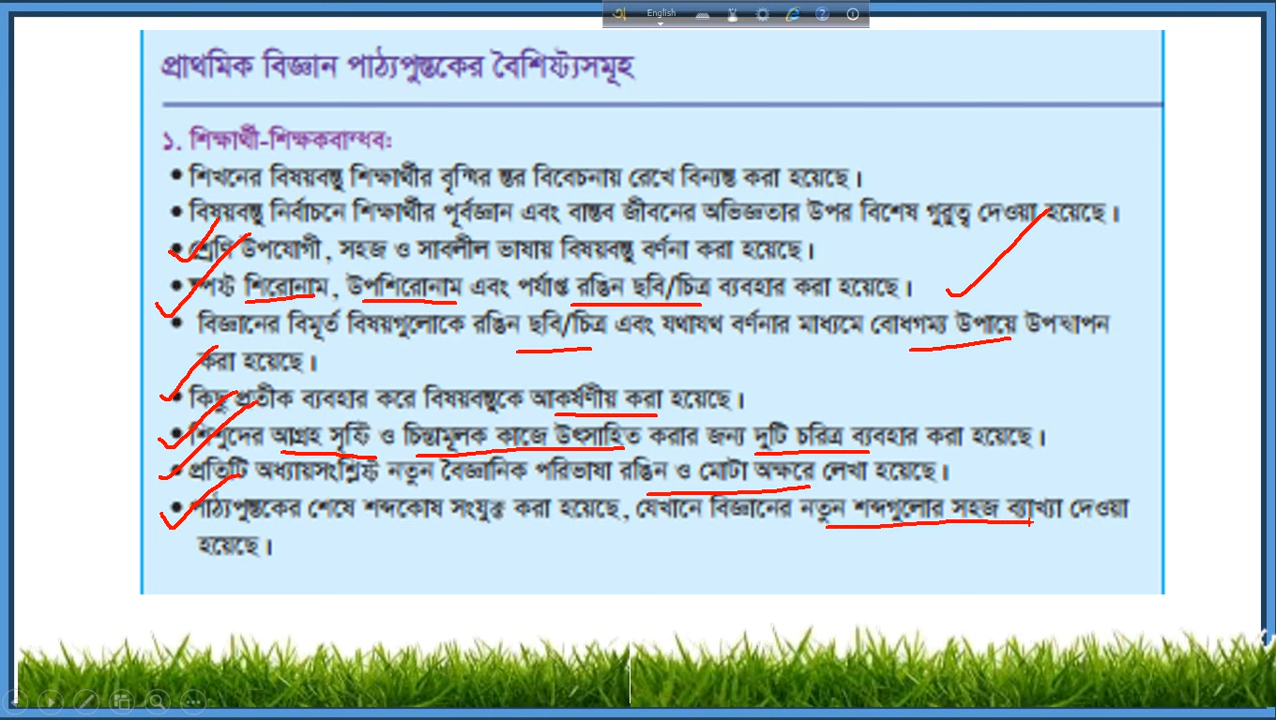 English
প্রাথমিক বিজ্ঞান পাঠ্যপুস্তকের বৈশিষ্ট্যসমূহ
১. শিক্ষার্থী-শিক্ষকবান্ধব:
• শিখনের বিষয়বস্তু শিক্ষার্থীর বুদ্ধির স্তর বিবেচনায় রেখে বিন্যস্ত করা হয়েছে।
• বিষয়বস্তু নির্বাচনে শিক্ষার্থীর পূর্বজ্ঞান এবং বাস্তব জীবনের অভিজ্ঞতার উপর বিশেষ গুরুত্ব দেওয়া হয়েছে।
• শ্রেণি উপযোগী, সহজ ও সাবলীল ভাষায় বিষয়বস্তু বর্ণনা করা হয়েছে।
• স্পষ্ট শিরোনাম, উপশিরোনাম এবং পর্যাপ্ত রঙিন ছবি/চিত্র ব্যবহার করা হয়েছে।
• বিজ্ঞানের বিমূর্ত বিষয়গুলোকে রঙিন ছবি/চিত্র এবং যথাযথ বর্ণনার মাধ্যমে বোধগম্য উপায়ে উপস্থাপন
করা হয়েছে।
• কিছু প্রতীক ব্যবহার করে বিষয়বস্তুকে আকর্ষণীয় করা হয়েছে।
• শিশুদের আগ্রহ সৃষ্টি ও চিন্তামূলক কাজে উৎসাহিত করার জন্য দুটি চরিত্র ব্যবহার করা হয়েছে।
• প্রতিটি অধ্যায়সংশ্লিষ্ট নতুন বৈজ্ঞানিক পরিভাষা রঙিন ও মোটা অক্ষরে লেখা হয়েছে।
• পাঠ্যপুস্তকের শেষে শব্দকোষ সংযুক্ত করা হয়েছে, যেখানে বিজ্ঞানের নতুন শব্দগুলোর সহজ ব্যাখ্যা দেওয়া
হয়েছে।